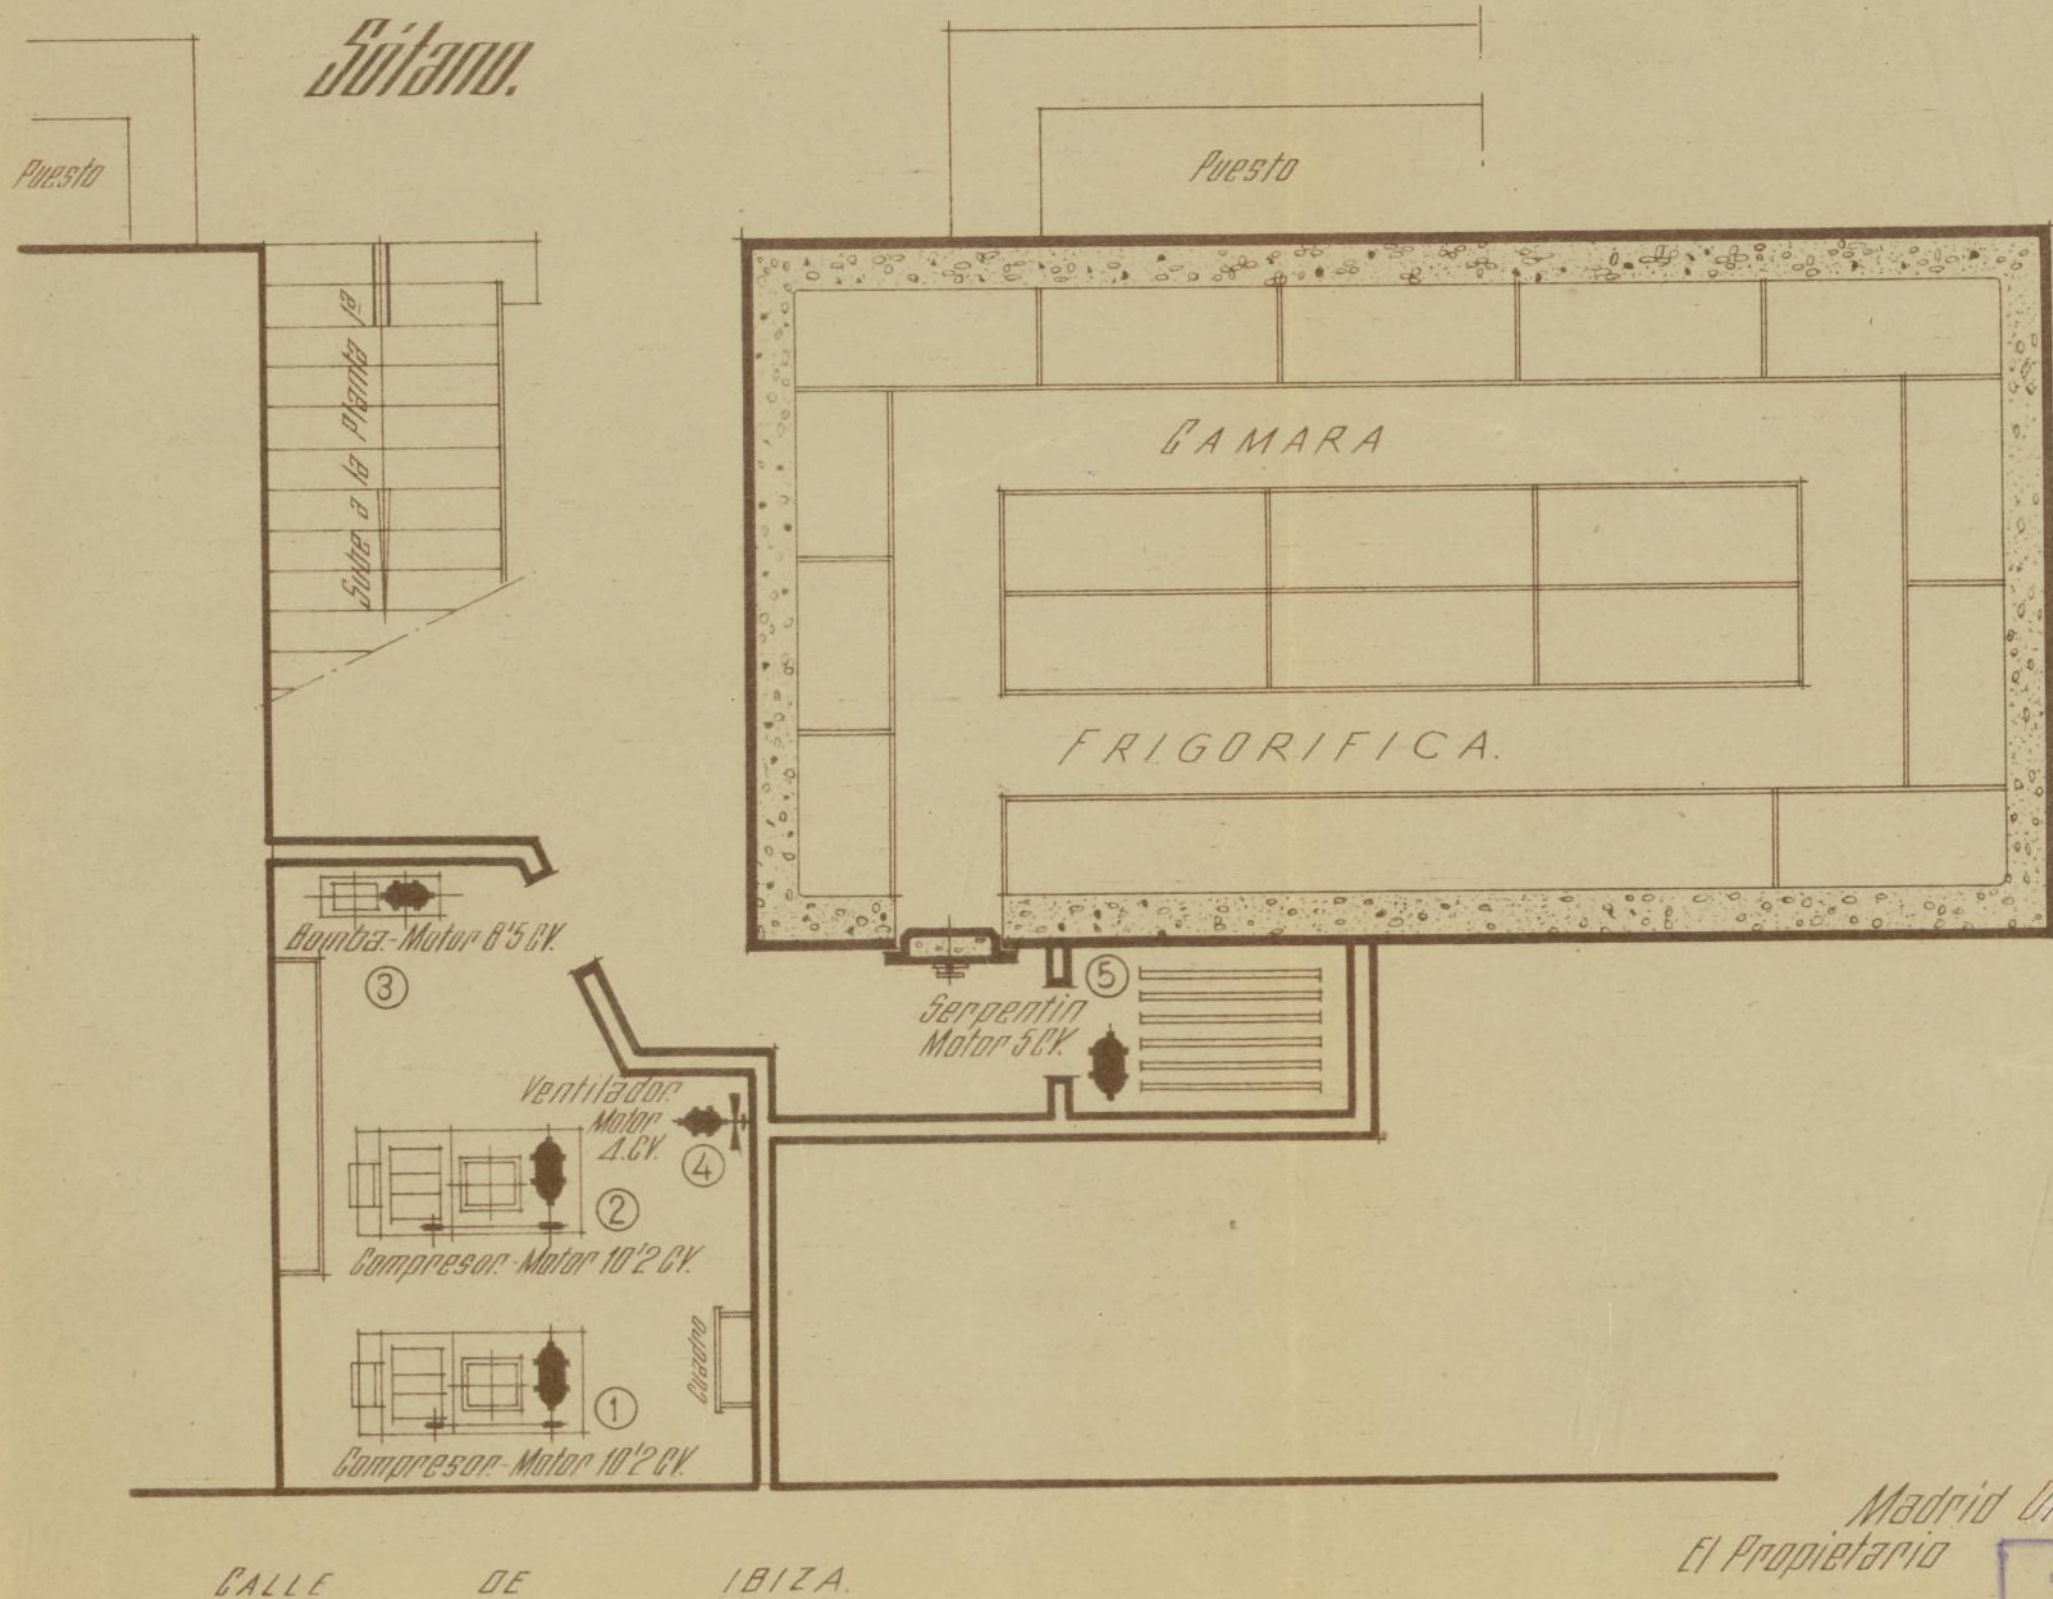 Sótano.
Puesto
Puesto
Sube a la Planta 1ª
CAMARA
FRIGORIFICA.
Bomba.-Motor 8'5 CV.
3
5
Serpentin
Motor 5 CV.
Ventilador.
Motor
4.CV.
4
2
Compresor.-Motor 10'2 CV.
Cuadro
1
Compresor.-Motor 10'2 CV.
Madrid
El Propietario
CALLE DE IBIZA.